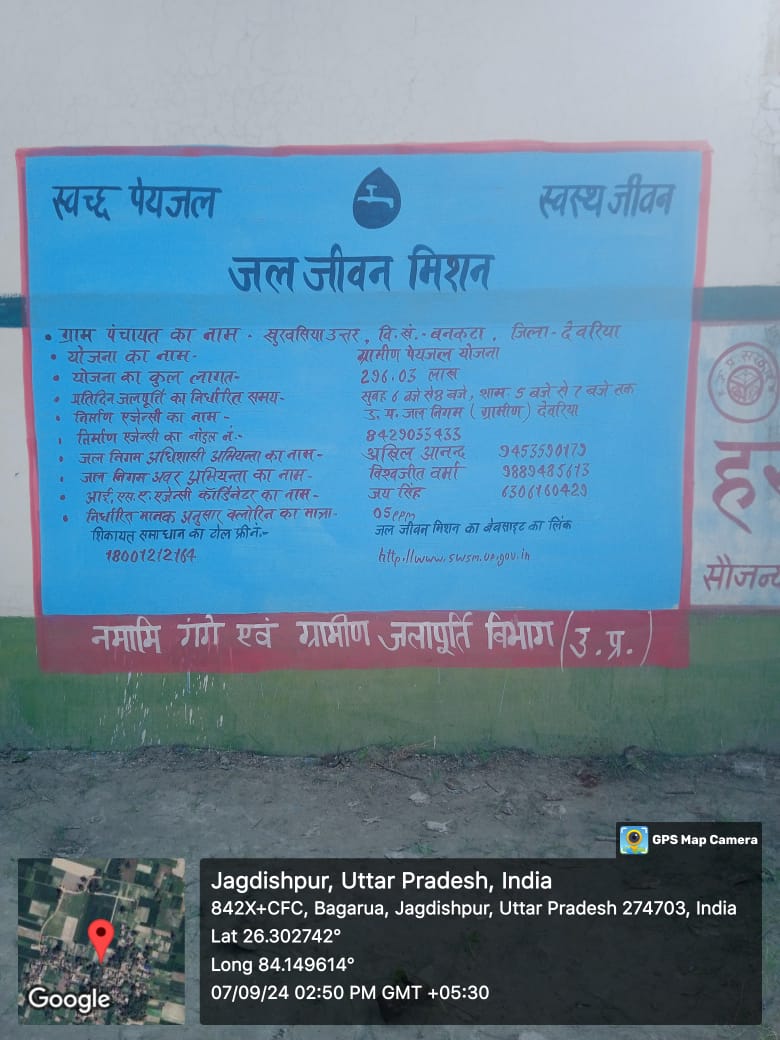 स्वच्छ पेयजल
स्वस्थ जीवन
जल जीवन मिशन
• ग्राम पंचायत का नाम - सुरवसिया उत्तर, वि.खं.- बनकटा, जिला- देवरिया
• योजना का नाम- ग्रामीण पेयजल योजना
• योजना का कुल लागत- 296.03 लाख
• प्रतिदिन जलपूर्ति का निर्धारित समय- सुबह 6 बजे से 8 बजे, शाम 5 बजे से 7 बजे तक
• निर्माण एजेन्सी का नाम - उ. प्र. जल निगम (ग्रामीण) देवरिया
• निर्माण एजेन्सी का नोडल नं:- 8429033433
• जल निगम अधिशासी अभियन्ता का नाम- अखिल आनन्द 9453590179
• जल निगम अवर अभियन्ता का नाम- विश्वजीत वर्मा 9889485613
• आई.एस.ए. एजेन्सी कॉर्डिनेटर का नाम- जय सिंह 6306160429
• निर्धारित मानक अनुसार क्लोरिन का मात्रा- 05 ppm
शिकायत समाधान का टोल फ्री नं:- जल जीवन मिशन का वेबसाइट का लिंक
18001212164 http://www.swsm.up.gov.in
नमामि गंगे एवं ग्रामीण जलापूर्ति विभाग (उ.प्र.)
सौजन्य
GPS Map Camera
Jagdishpur, Uttar Pradesh, India
842X+CFC, Bagarua, Jagdishpur, Uttar Pradesh 274703, India
Lat 26.302742°
Long 84.149614°
07/09/24 02:50 PM GMT +05:30
Google